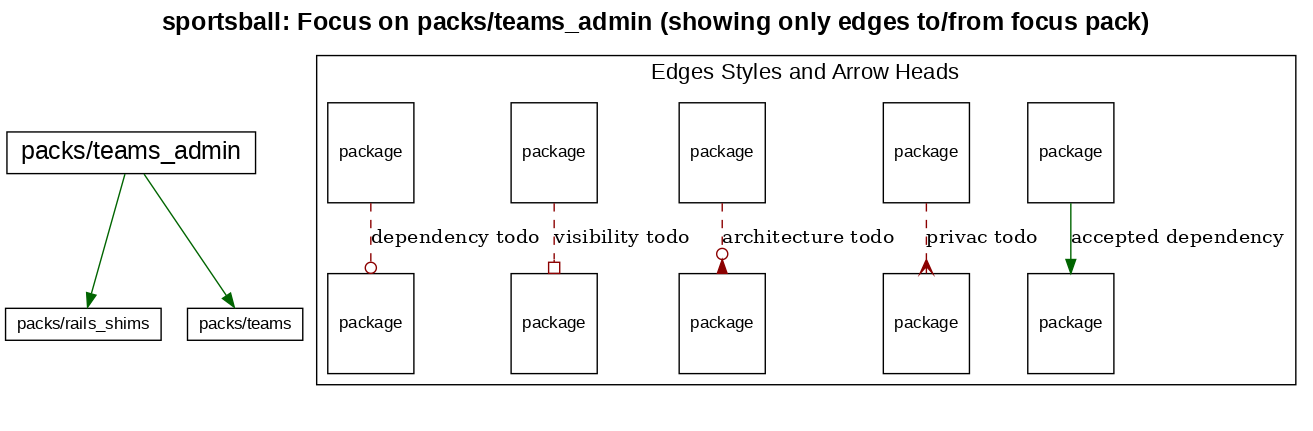 sportsball: Focus on packs/teams_admin (showing only edges to/from focus pack)
Edges Styles and Arrow Heads
packs/teams_admin
packs/rails_shims
packs/teams
package
package
package
package
package
dependency todo
visibility todo
architecture todo
privac todo
accepted dependency
package
package
package
package
package